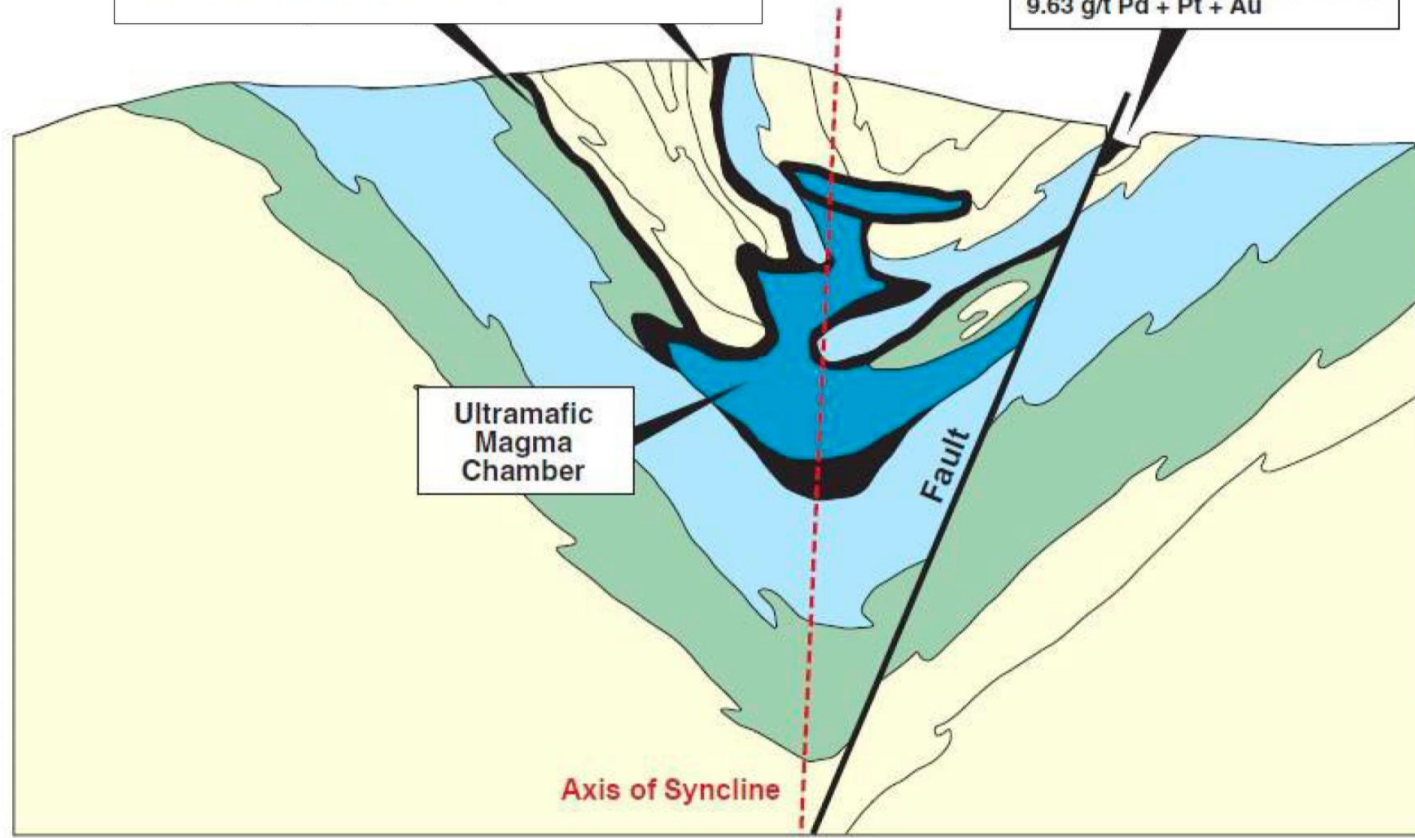 9.63 g/t Pd + Pt + Au
Ultramafic
Magma
Chamber
Fault
Axis of Syncline